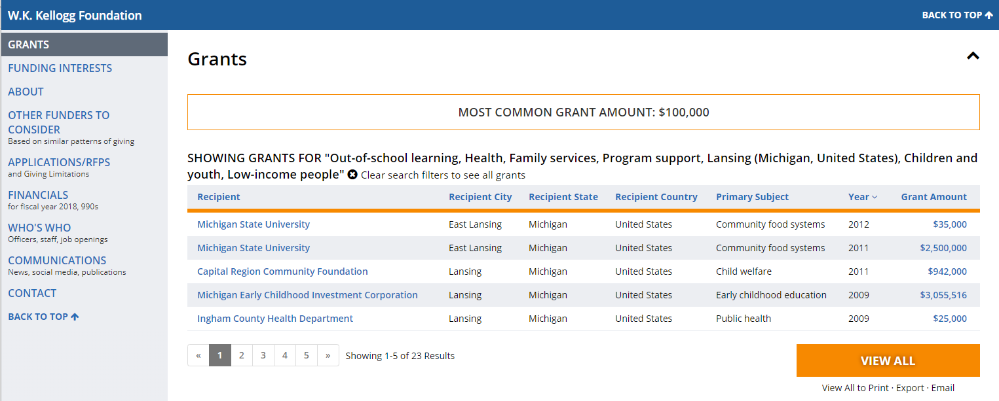 W.K. Kellogg Foundation
BACK TO TOP
GRANTS
FUNDING INTERESTS
ABOUT
OTHER FUNDERS TO
CONSIDER
Based on similar patterns of giving
APPLICATIONS/RFPS
and Giving Limitations
FINANCIALS
for fiscal year 2018, 990s
WHO'S WHO
Officers, staff, job openings
COMMUNICATIONS
News, social media, publications
CONTACT
BACK TO TOP
Grants
MOST COMMON GRANT AMOUNT: $100,000
SHOWING GRANTS FOR "Out-of-school learning, Health, Family services, Program support, Lansing (Michigan, United States), Children and
youth, Low-income people" Clear search filters to see all grants
Recipient Recipient City Recipient State Recipient Country Primary Subject Year Grant Amount
Michigan State University East Lansing Michigan United States Community food systems 2012 $35,000
Michigan State University East Lansing Michigan United States Community food systems 2011 $2,500,000
Capital Region Community Foundation Lansing Michigan United States Child welfare 2011 $942,000
Michigan Early Childhood Investment Corporation Lansing Michigan United States Early childhood education 2009 $3,055,516
Ingham County Health Department Lansing Michigan United States Public health 2009 $25,000
« 1 2 3 4 5 » Showing 1-5 of 23 Results
VIEW ALL
View All to Print · Export · Email